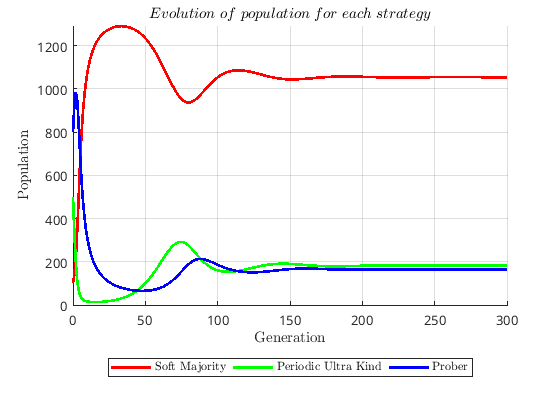 Evolution of population for each strategy
1200
1000
800
600
400
200
0
Population
0 50 100 150 200 250 300
Generation
Soft Majority Periodic Ultra Kind Prober